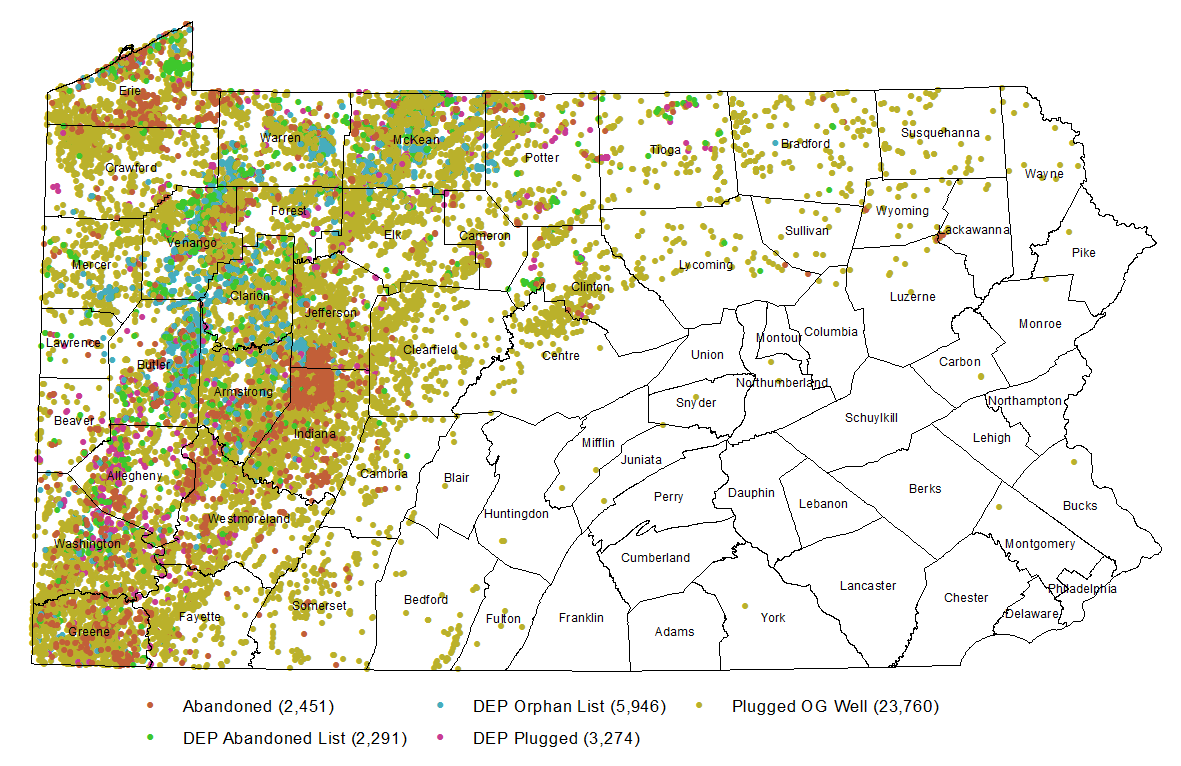 Erie
Warren
McKean
Susquehanna
Potter
Tioga
Bradford
Crawford
Wayne
Forest
Wyoming
Lackawanna
Venango
Elk
Cameron
Sullivan
Pike
Mercer
Lycoming
Clarion
Clinton
Luzerne
Jefferson
Monroe
Lawrence
Clearfield
Centre
Union
Montour
Columbia
Butler
Carbon
Armstrong
Northumberland
Snyder
Northampton
Beaver
Schuylkill
Indiana
Mifflin
Lehigh
Juniata
Allegheny
Cambria
Blair
Perry
Dauphin
Berks
Lebanon
Bucks
Huntingdon
Westmoreland
Washington
Montgomery
Cumberland
Lancaster
Philadelphia
Somerset
Bedford
Chester
Fayette
Fulton
Franklin
York
Delaware
Greene
Adams
Abandoned (2,451)
DEP Orphan List (5,946)
Plugged OG Well (23,760)
DEP Abandoned List (2,291)
DEP Plugged (3,274)